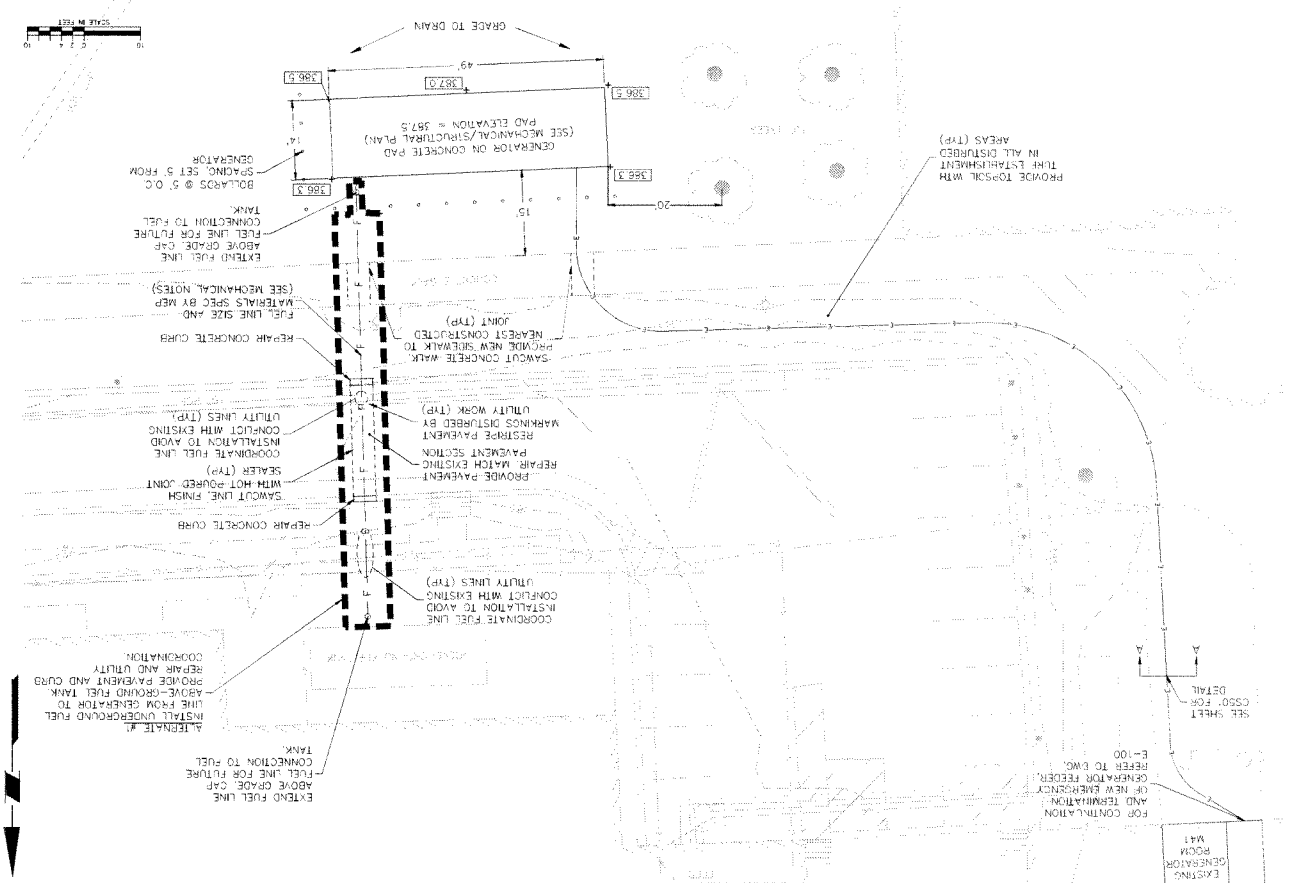 EXISTING
GENERATOR
ROOM
M41
FOR CONTINUATION
AND TERMINATION
OF NEW EMERGENCY
GENERATOR FEEDER,
REFER TO DWG.
E-100
SEE SHEET
C550 FOR
DETAIL
A
A
EXTEND FUEL LINE
ABOVE GRADE, CAP
FUEL LINE FOR FUTURE
CONNECTION TO FUEL
TANK.
ALTERNATE #1
INSTALL UNDERGROUND FUEL
LINE FROM GENERATOR TO
ABOVE-GROUND FUEL TANK.
PROVIDE PAVEMENT AND CURB
REPAIR AND UTILITY
COORDINATION.
COORDINATE FUEL LINE
INSTALLATION TO AVOID
CONFLICT WITH EXISTING
UTILITY LINES (TYP)
REPAIR CONCRETE CURB
SAWCUT LINE, FINISH
WITH HOT POURED JOINT
SEALER (TYP)
PROVIDE PAVEMENT
REPAIR, MATCH EXISTING
PAVEMENT SECTION
COORDINATE FUEL LINE
INSTALLATION TO AVOID
CONFLICT WITH EXISTING
UTILITY LINES (TYP)
RESTRIPE PAVEMENT
MARKINGS DISTURBED BY
UTILITY WORK (TYP)
REPAIR CONCRETE CURB
SAWCUT CONCRETE WALK,
PROVIDE NEW SIDEWALK TO
NEAREST CONSTRUCTED
JOINT (TYP)
FUEL LINE, SIZE AND
MATERIALS SPEC BY MEP
(SEE MECHANICAL NOTES)
EXTEND FUEL LINE
ABOVE GRADE, CAP
FUEL LINE FOR FUTURE
CONNECTION TO FUEL
TANK.
PROVIDE TOPSOIL WITH
TURF ESTABLISHMENT
IN ALL DISTURBED
AREAS (TYP)
20'
15'
386.3
386.3
BOLLARDS @ 5' O.C.
SPACING, SET 5' FROM
GENERATOR
GENERATOR ON CONCRETE PAD
(SEE MECHANICAL/STRUCTURAL PLAN)
PAD ELEVATION = 387.5
14'
386.5
387.0
386.5
49'
GRADE TO DRAIN
10
0
2
4
10
SCALE IN FEET